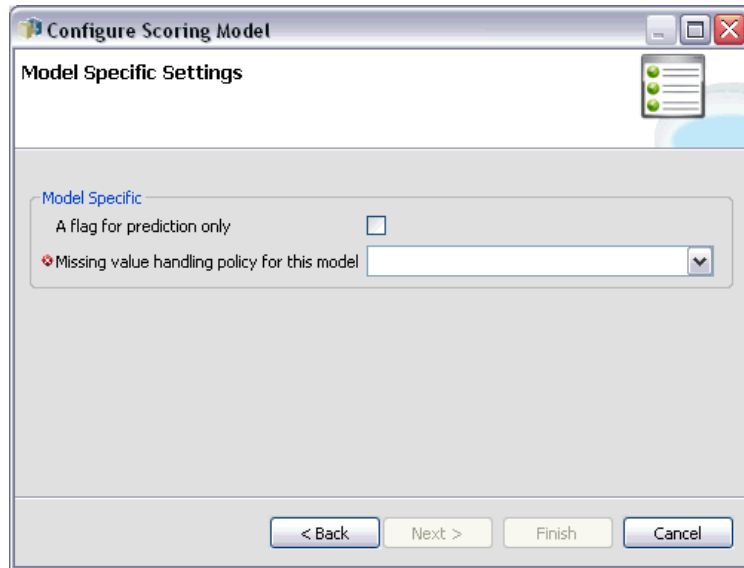 Configure Scoring Model
Model Specific Settings
Model Specific
A flag for prediction only
Missing value handling policy for this model
< Back Next > Finish Cancel